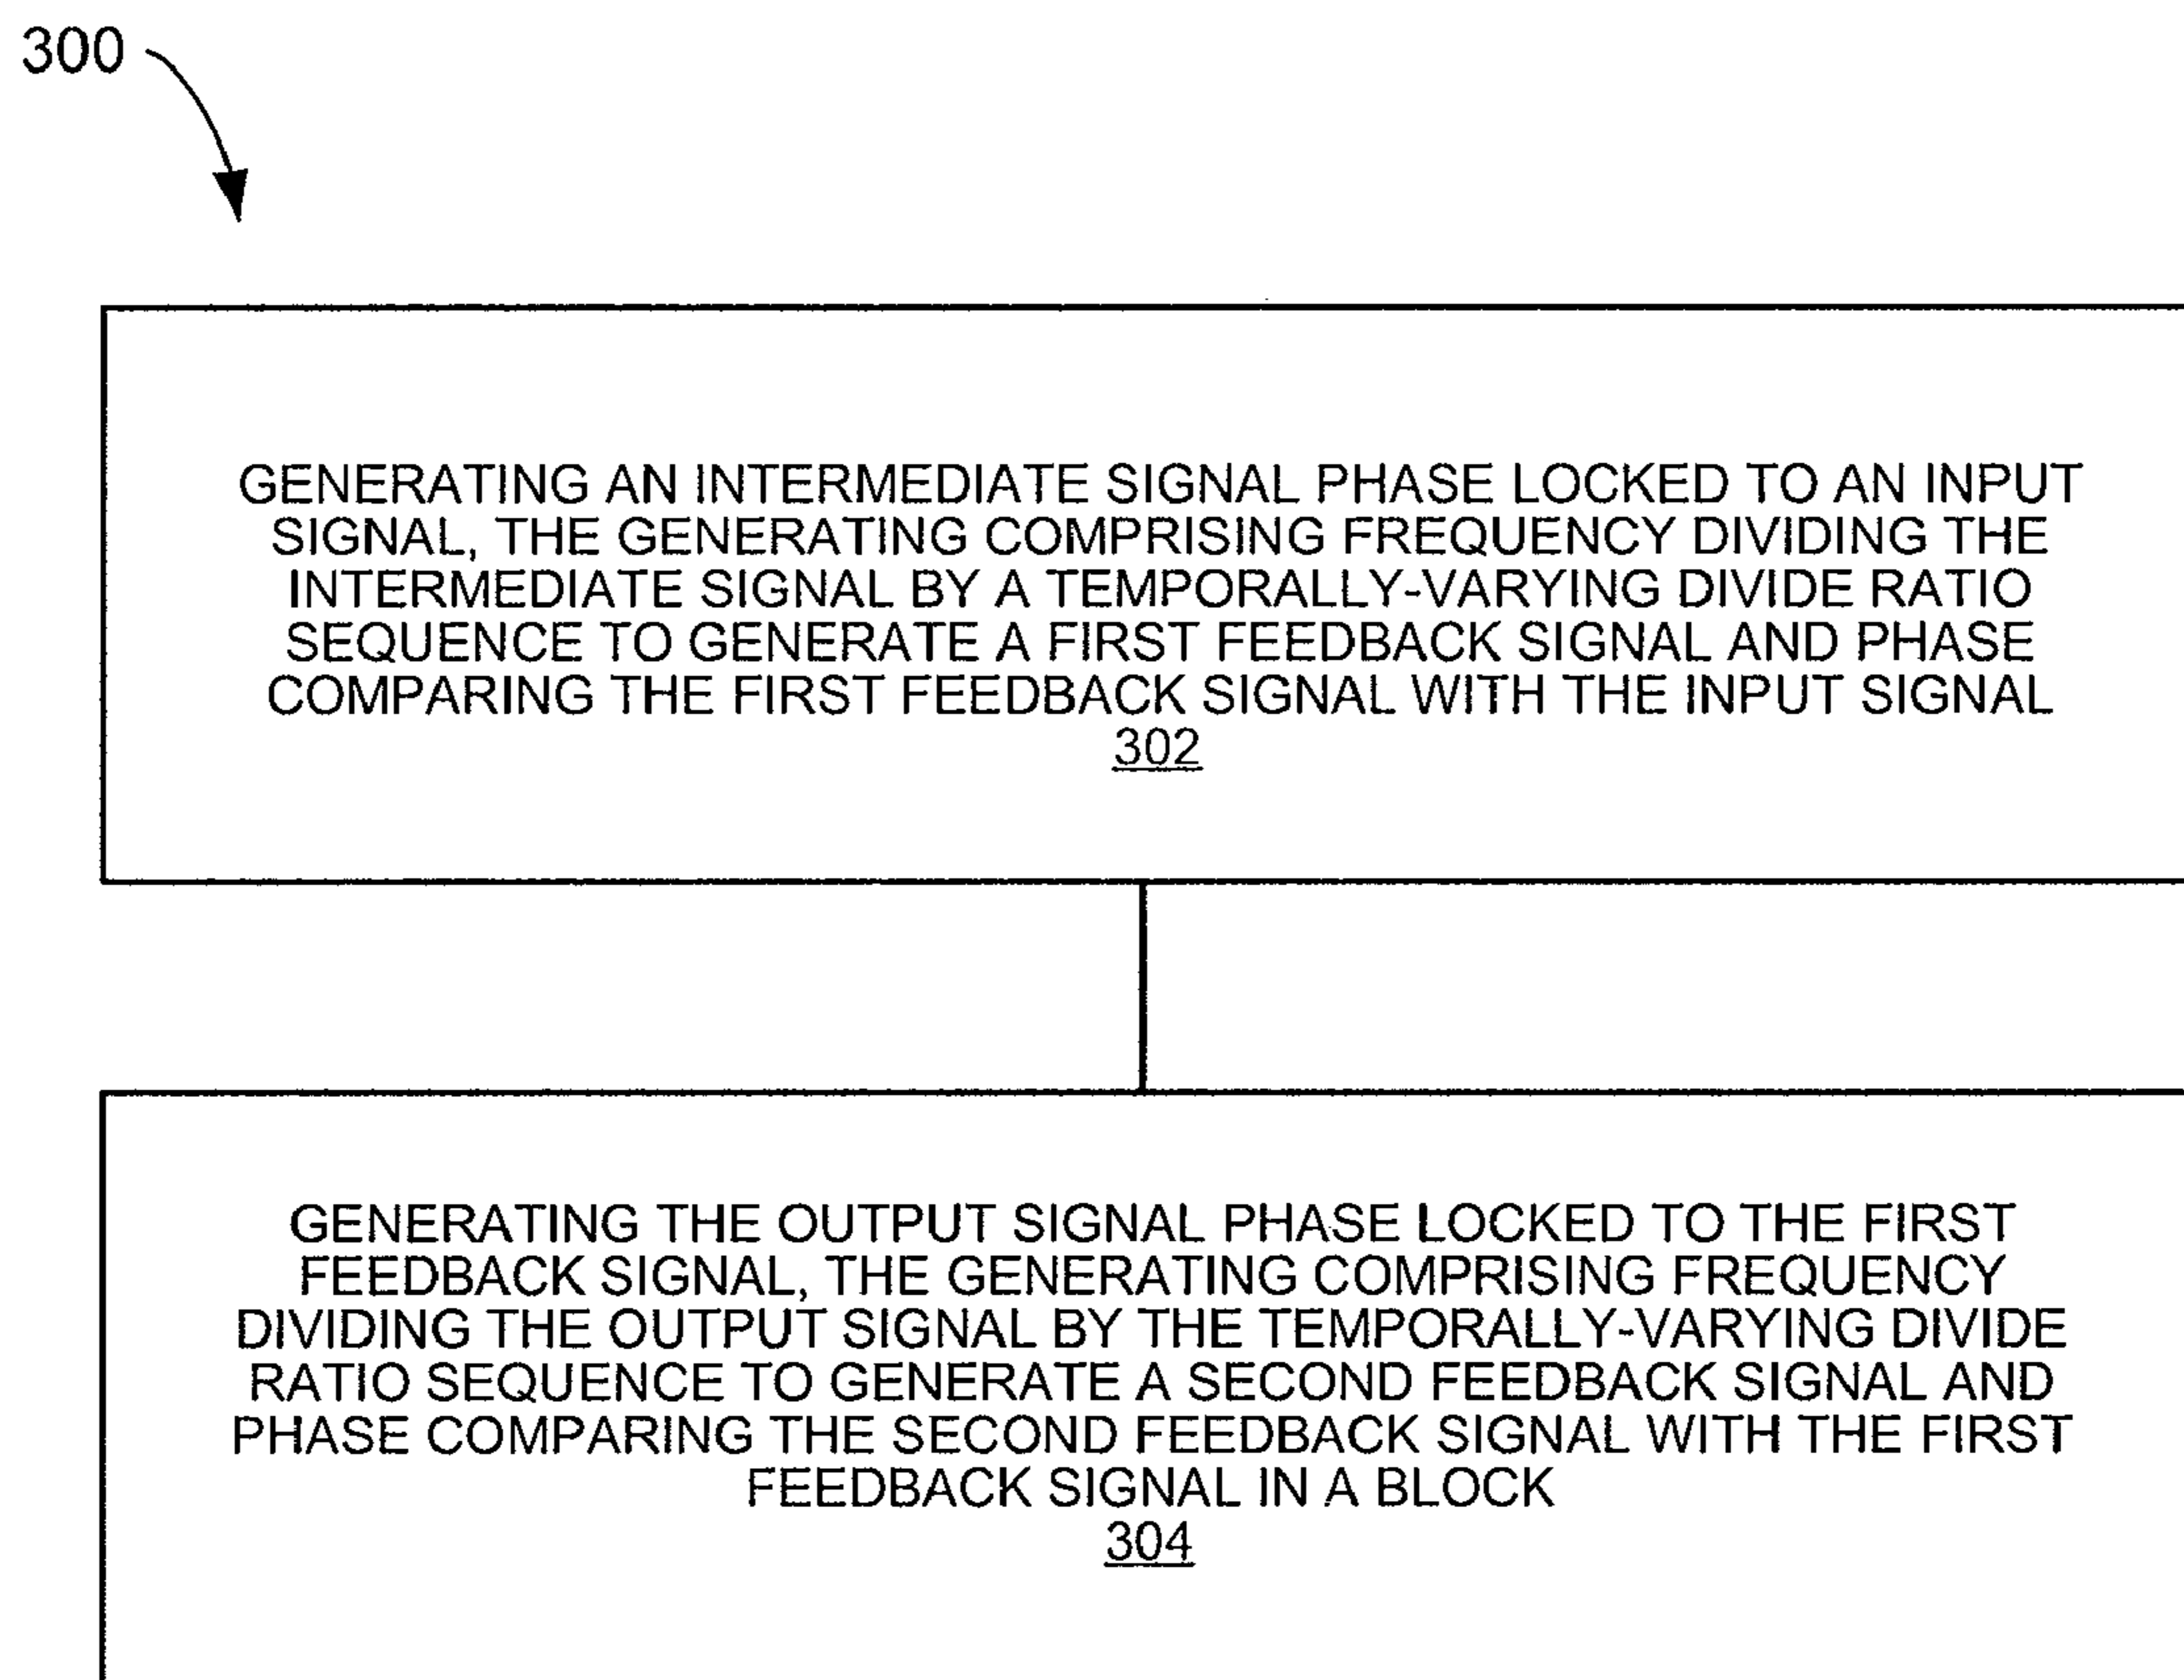 300
GENERATING AN INTERMEDIATE SIGNAL PHASE LOCKED TO AN INPUT
SIGNAL, THE GENERATING COMPRISING FREQUENCY DIVIDING THE
INTERMEDIATE SIGNAL BY A TEMPORALLY-VARYING DIVIDE RATIO
SEQUENCE TO GENERATE A FIRST FEEDBACK SIGNAL AND PHASE
COMPARING THE FIRST FEEDBACK SIGNAL WITH THE INPUT SIGNAL
302
GENERATING THE OUTPUT SIGNAL PHASE LOCKED TO THE FIRST
FEEDBACK SIGNAL, THE GENERATING COMPRISING FREQUENCY
DIVIDING THE OUTPUT SIGNAL BY THE TEMPORALLY-VARYING DIVIDE
RATIO SEQUENCE TO GENERATE A SECOND FEEDBACK SIGNAL AND
PHASE COMPARING THE SECOND FEEDBACK SIGNAL WITH THE FIRST
FEEDBACK SIGNAL IN A BLOCK
304